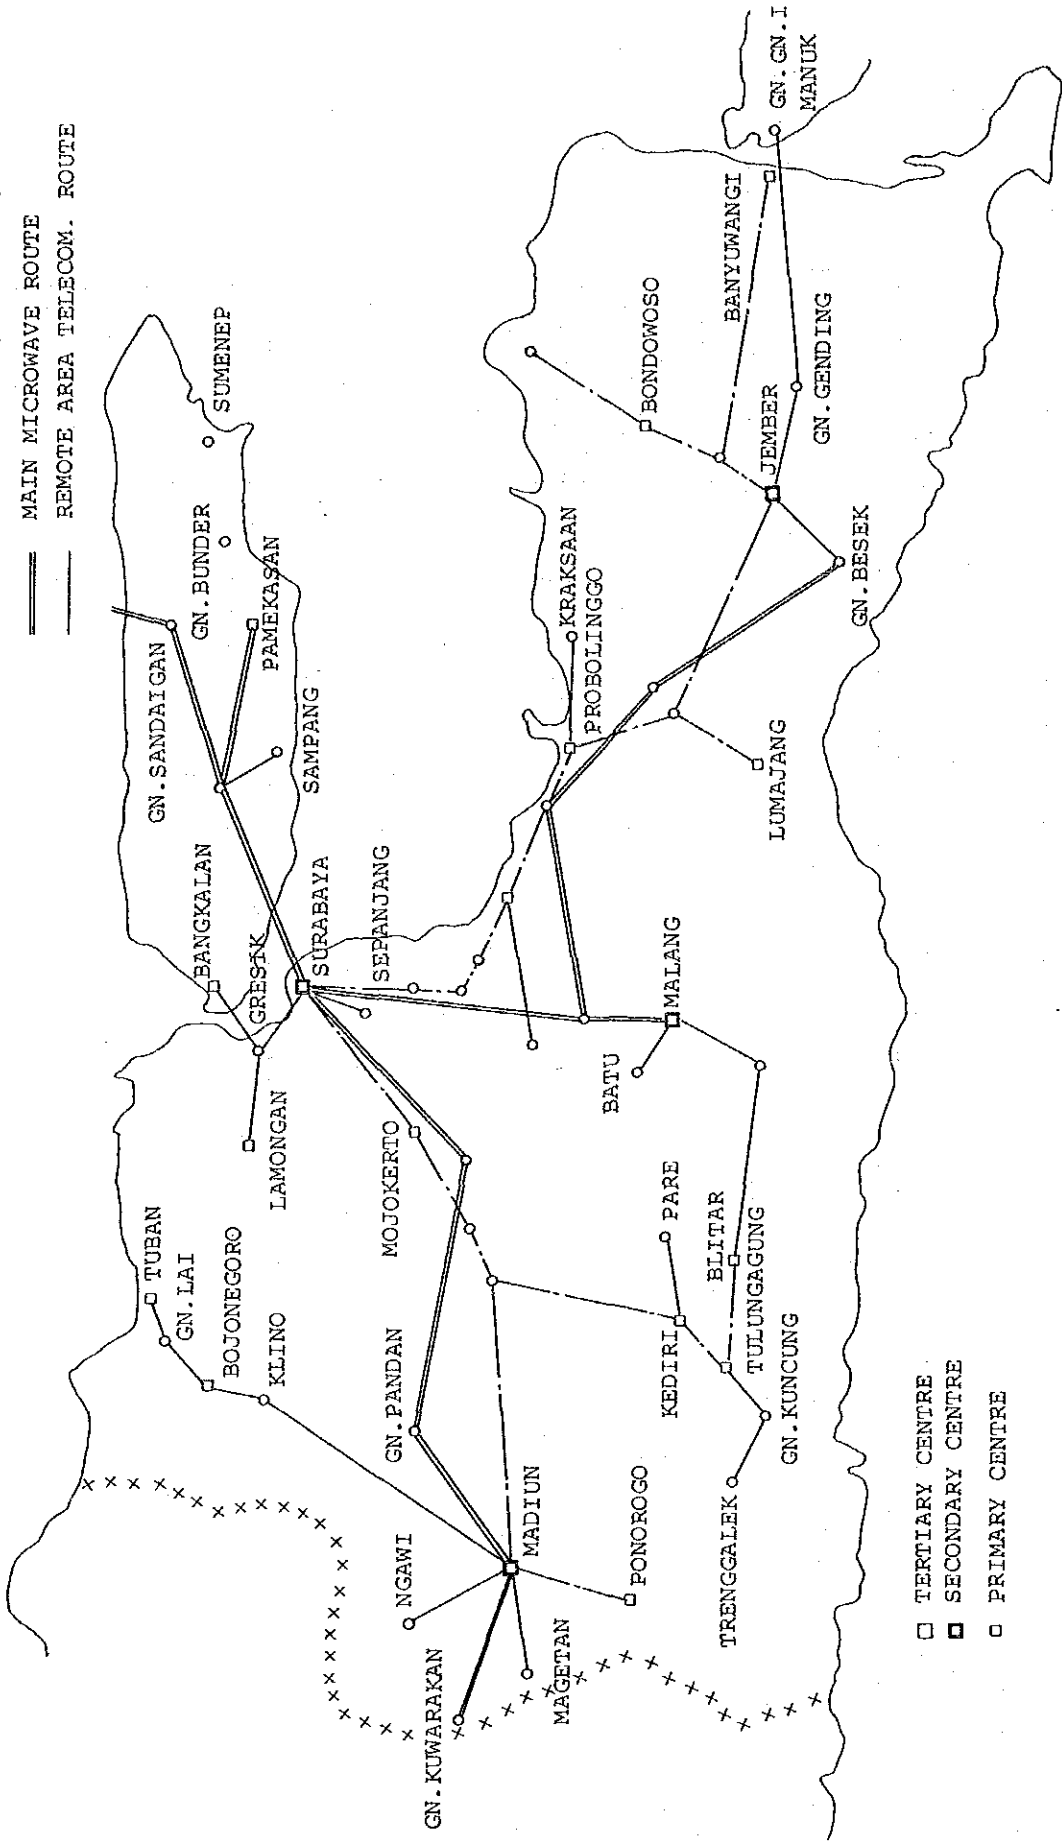 MAIN MICROWAVE ROUTE
REMOTE AREA TELECOM. ROUTE
TUBAN
GN.LAI
BOJONEGORO
KLINO
LAMONGAN
GRESIK
BANGKALAN
SURABAYA
SEPANJANG
GN.SANDAIGAN
SAMPANG
PAMEKASAN
GN.BUNDER
SUMENEP
GN.KUWARAKAN
NGAWI
MAGETAN
MADIUN
PONOROGO
GN.PANDAN
MOJOKERTO
TRENGGALEK
GN.KUNCUNG
KEDIRI
TULUNGAGUNG
BLITAR
PARE
BATU
MALANG
LUMAJANG
PROBOLINGGO
KRAKSAAN
GN.BESEK
JEMBER
GN.GENDING
BONDOWOSO
BANYUWANGI
GN.GN.I
MANUK
TERTIARY CENTRE
SECONDARY CENTRE
PRIMARY CENTRE